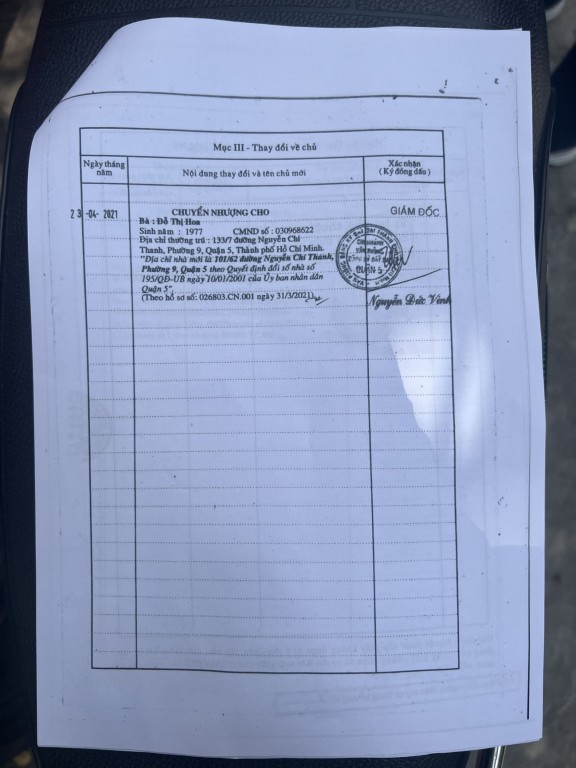 Mục III - Thay đổi về chủ
Ngày tháng năm
Nội dung thay đổi và tên chủ mới
Xác nhận
(Ký đóng dấu)
23-04-2021
CHUYỂN NHƯỢNG CHO
Bà : Đỗ Thị Hoa
Sinh năm : 1977 CMND số : 030968622
Địa chỉ thường trú : 133/7 đường Nguyễn Chí
Thanh, Phường 9, Quận 5, Thành phố Hồ Chí Minh.
"Địa chỉ nhà mới là 101/62 đường Nguyễn Chí Thanh,
Phường 9, Quận 5 theo Quyết định đổi số nhà số
195/QĐ-UB ngày 10/01/2001 của Ủy ban nhân dân
Quận 5".
(Theo hồ sơ số: 026803.CN.001 ngày 31/3/2021)
GIÁM ĐỐC
CHI NHÁNH
QUẬN 5
Nguyễn Đức Vinh